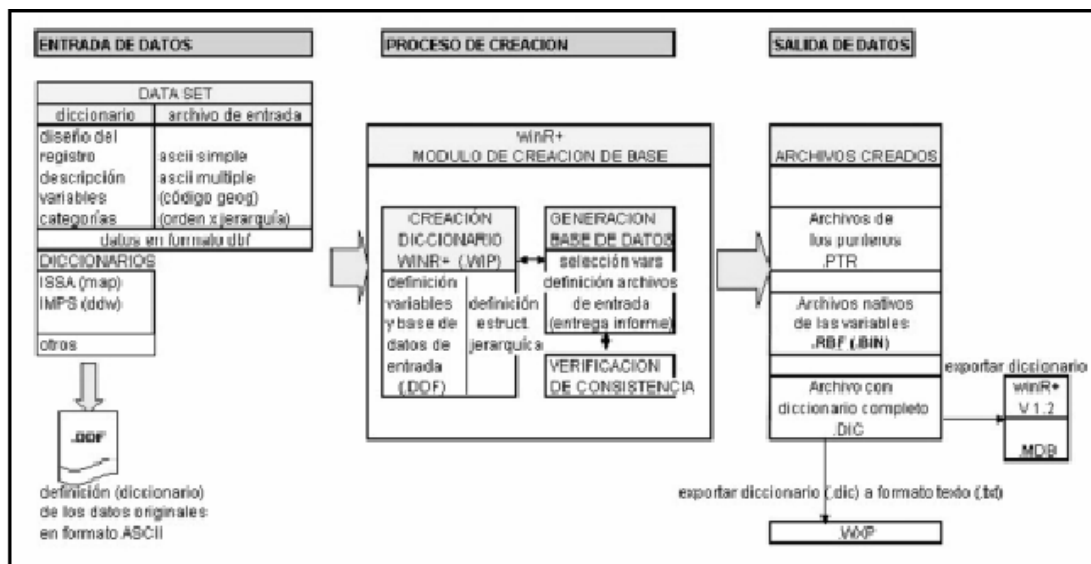 ENTRADA DE DATOS
PROCESO DE CREACION
SALIDA DE DATOS
DATA SET
diccionario
archivo de entrada
diseño del
registro
descripción
variables
categorías
ascii simple
ascii multiple
(código geog)
(orden x jerarquía)
datos en formato dbf
DICCIONARIOS
ISSA (map)
IMPS (ddw)
otros
.DDF
definición (diccionario)
de los datos originales
en formato ASCII
winR+
MODULO DE CREACION DE BASE
CREACIÓN
DICCIONARIO
WINR+ (.WIP)
definición
variables
y base de
datos de
entrada
(.DDF)
definición
estruct.
jerarquíca
GENERACION
BASE DE DATOS
selección vars
definición archivos
de entrada
(entrega informe)
VERIFICACION
DE CONSISTENCIA
ARCHIVOS CREADOS
Archivos de
los punteros
.PTR
Archivos nativos
de las variables
.RBF (.BIN)
Archivo con
diccionario completo
.DIC
exportar diccionario
winR+
V 1.2
.MDB
exportar diccionario (.dic) a formato texto (.txt)
.WXP